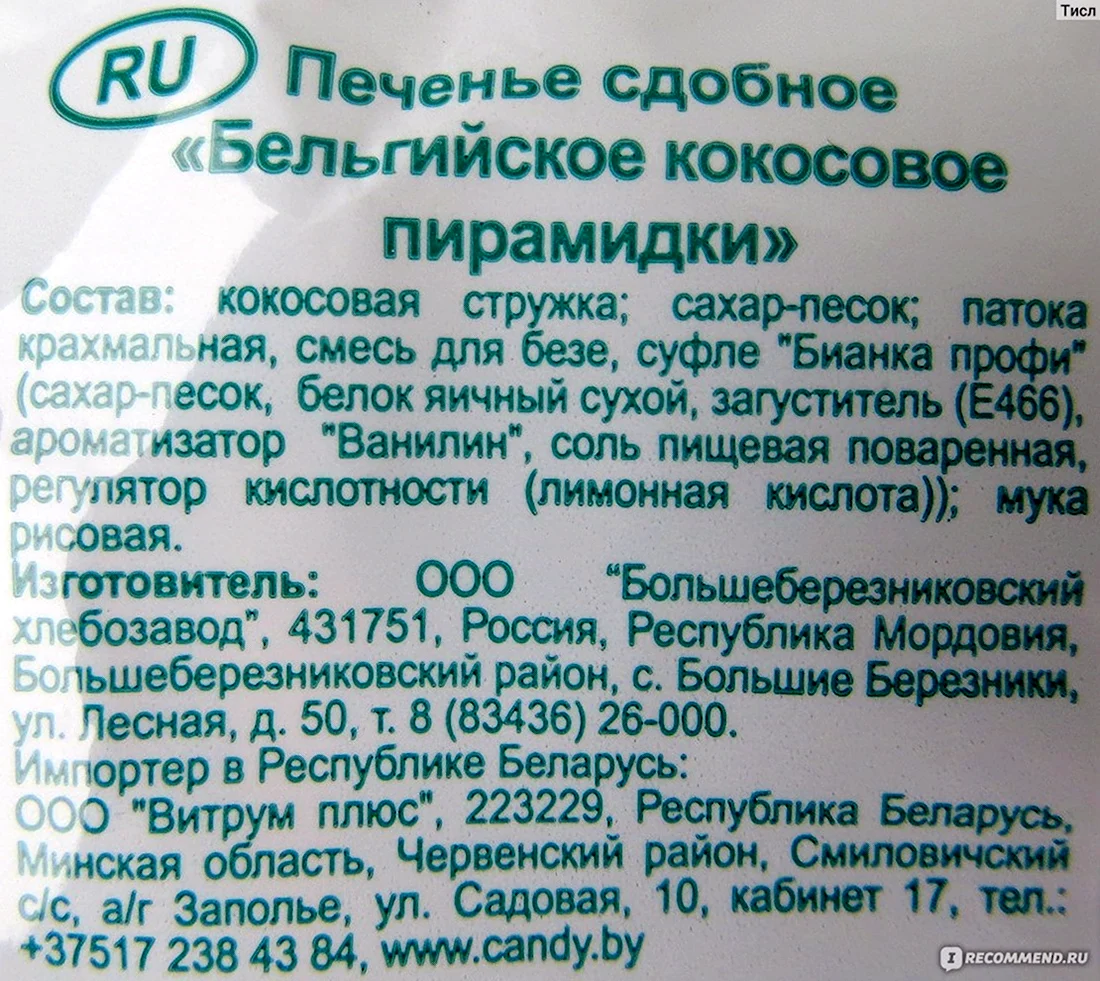 Тисл
RU Печенье сдобное
«Бельгийское кокосовое
пирамидки»
Состав: кокосовая стружка; сахар-песок; патока
крахмальная, смесь для безе, суфле "Бианка профи"
(сахар-песок, белок яичный сухой, загуститель (Е466),
ароматизатор "Ванилин", соль пищевая поваренная,
регулятор кислотности (лимонная кислота)); мука
рисовая.
Изготовитель: ООО “Большеберезниковский
хлебозавод", 431751, Россия, Республика Мордовия,
Большеберезниковский район, с. Большие Березники,
ул. Лесная, д. 50, т. 8 (83436) 26-000.
Импортер в Республике Беларусь:
ООО "Витрум плюс", 223229, Республика Беларусь,
Минская область, Червенский район, Смиловичский
с/с, а/г Заполье, ул. Садовая, 10, кабинет 17, тел.:
+37517 238 43 84, www.candy.by
IRECOMMEND.RU